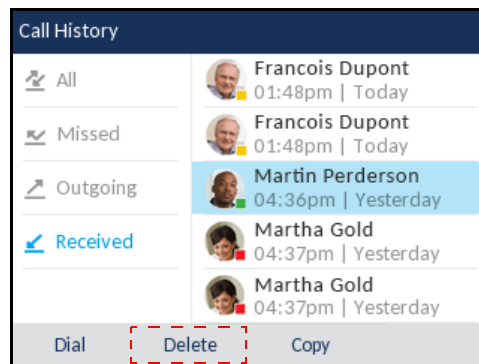 Call History
All
Missed
Outgoing
Received
Francois Dupont
01:48pm | Today
Francois Dupont
01:48pm | Today
Martin Perderson
04:36pm | Yesterday
Martha Gold
04:37pm | Yesterday
Martha Gold
04:37pm | Yesterday
Dial Delete Copy